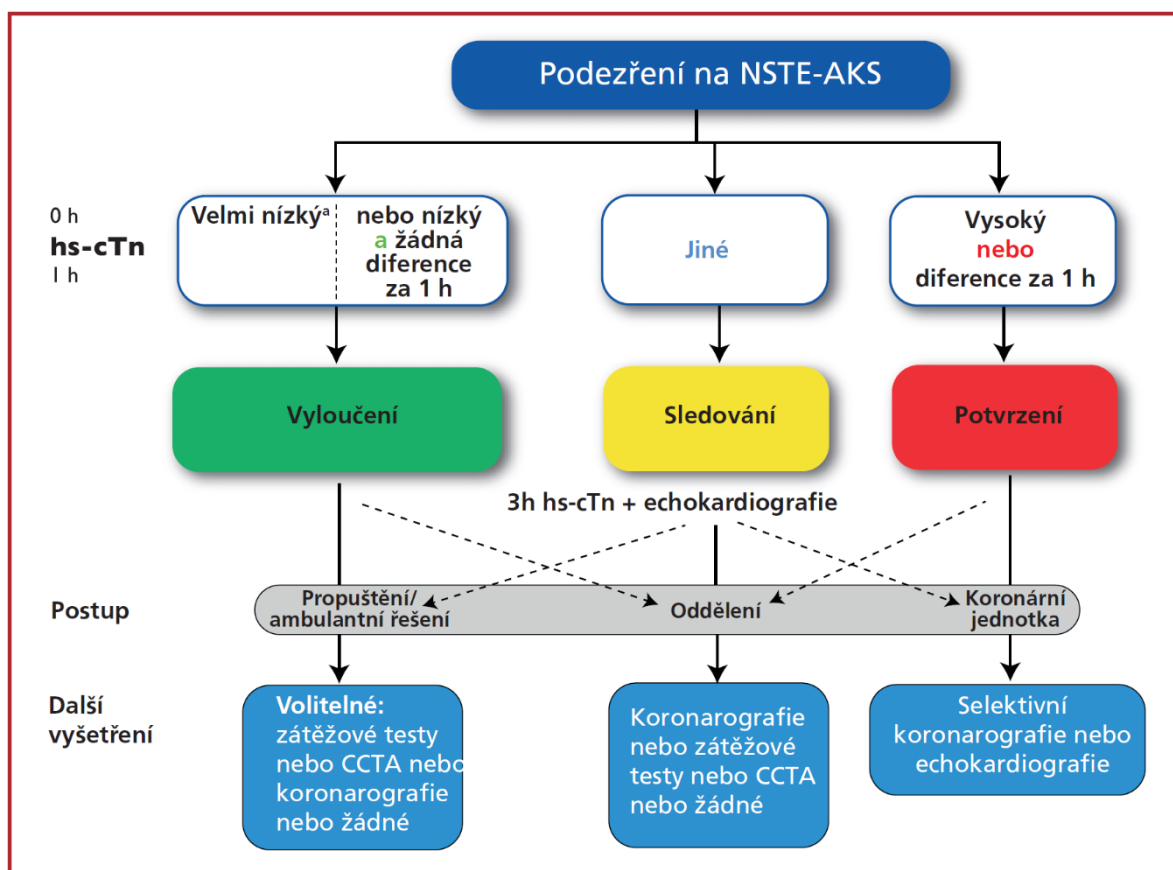 Podezření na NSTE-AKS
0 h
hs-cTn
1 h
Velmi nízkýᵃ
nebo nízký
a žádná
diference
za 1 h
Jiné
Vysoký
nebo
diference za 1 h
Vyloučení
Sledování
Potvrzení
3h hs-cTn + echokardiografie
Postup
Propuštění/
ambulantní řešení
Oddělení
Koronární
jednotka
Další
vyšetření
Volitelné:
zátěžové testy
nebo CCTA nebo
koronarografie
nebo žádné
Koronarografie
nebo zátěžové
testy nebo CCTA
nebo žádné
Selektivní
koronarografie nebo
echokardiografie